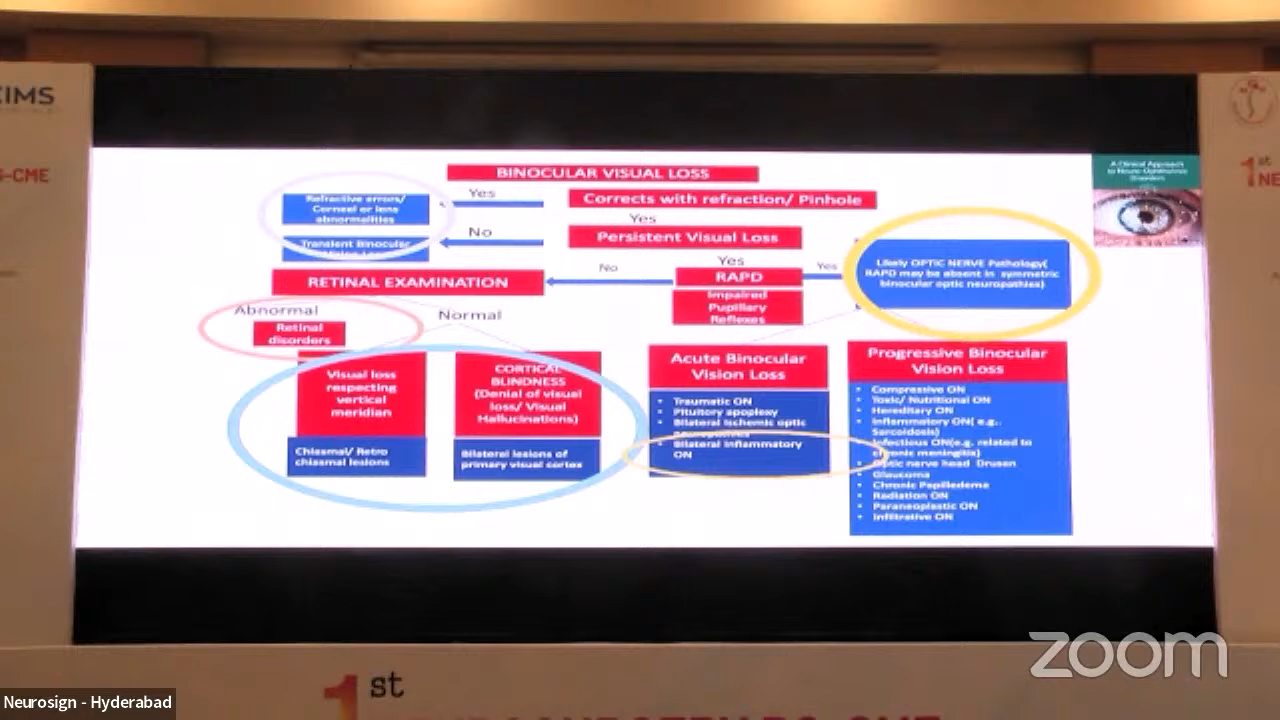 KIMS
S-CME
BINOCULAR VISUAL LOSS
Yes
Corrects with refraction/ Pinhole
Refractive errors/
Corneal or lens
abnormalities
Yes
No
Persistent Visual Loss
Transient Binocular
RETINAL EXAMINATION
No
Yes
RAPD
Yes
Impaired
Pupillary
Reflexes
Likely OPTIC NERVE Pathology(
RAPD may be absent in symmetric
binocular optic neuropathies)
A Clinical Approach
to Neuro-Ophthalmic
Disorders
1st
NE
Abnormal
Retinal
disorders
Normal
Visual loss
respecting
vertical
meridian
Chiasmal/ Retro
chiasmal lesions
CORTICAL
BLINDNESS
(Denial of visual
loss/ Visual
Hallucinations)
Bilateral lesions of
primary visual cortex
Acute Binocular
Vision Loss
• Traumatic ON
• Pituitory apoplexy
• Bilateral Ischemic optic
• Bilateral Inflammatory
ON
Progressive Binocular
Vision Loss
• Compressive ON
• Toxic/ Nutritional ON
• Hereditary ON
• Inflammatory ON( e.g..
Sarcoidosis)
• Infectious ON(e.g. related to
chronic meningitis)
• Optic nerve head Drusen
• Glaucoma
• Chronic Papilledema
• Radiation ON
• Paraneoplastic ON
• Infiltrative ON
zoom
1st
Neurosign - Hyderabad